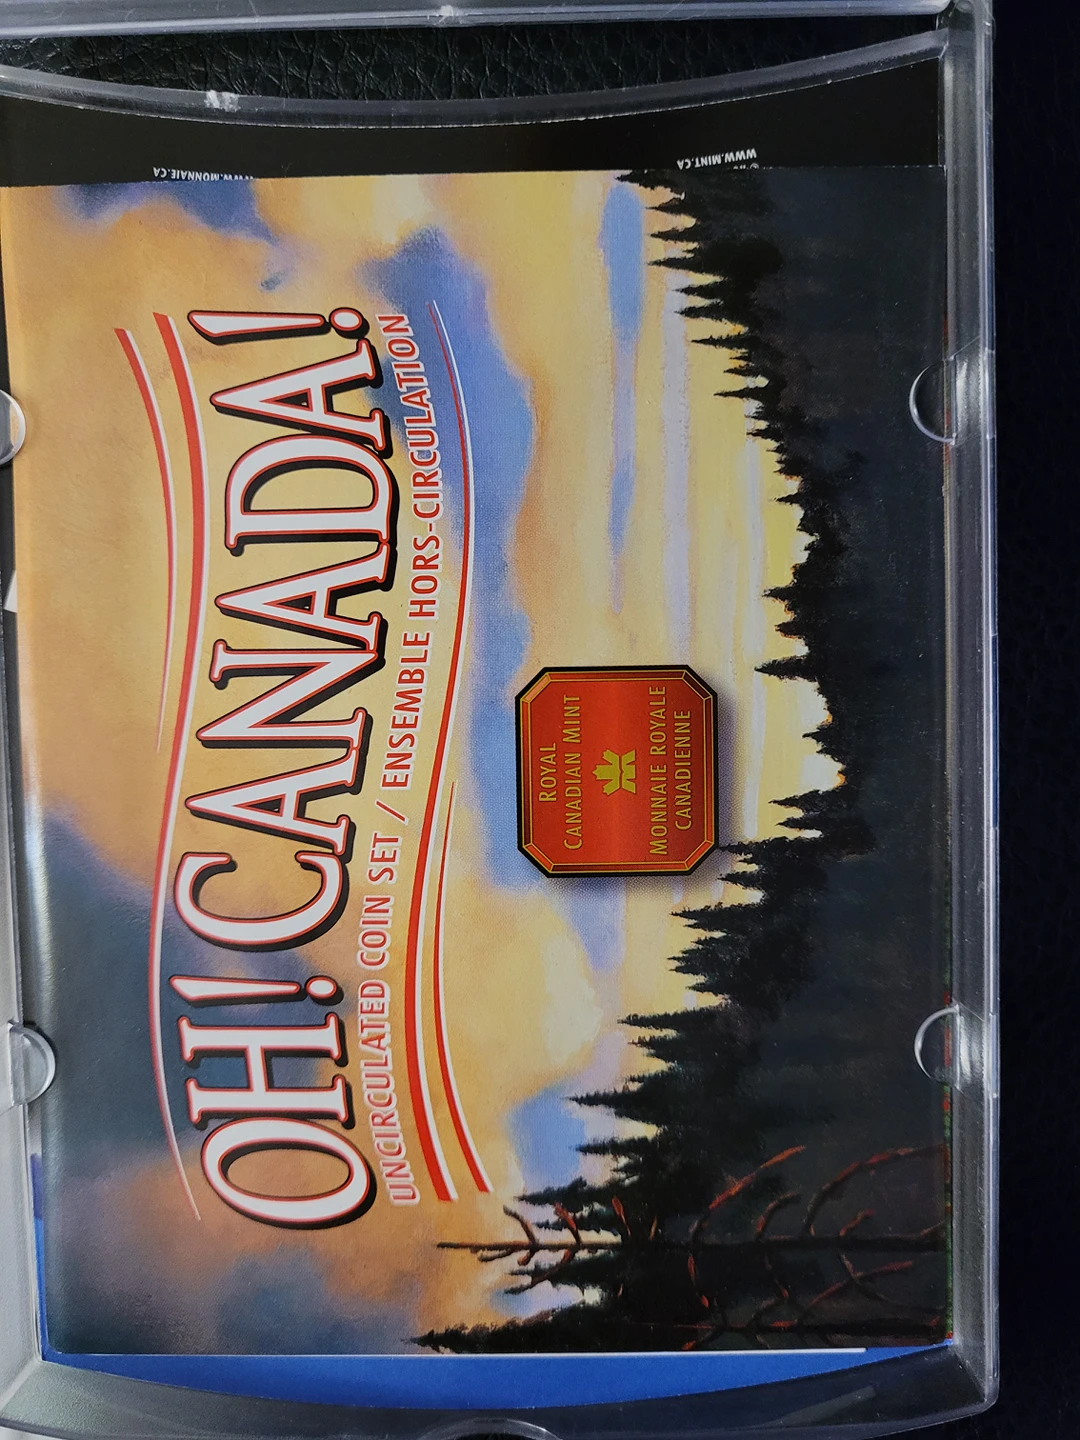 OH! CANADA!
UNCIRCULATED COIN SET / ENSEMBLE HORS-CIRCULATION
ROYAL
CANADIAN MINT
MONNAIE ROYALE
CANADIENNE
WWW.MINT.CA
WWW.MONNAIE.CA